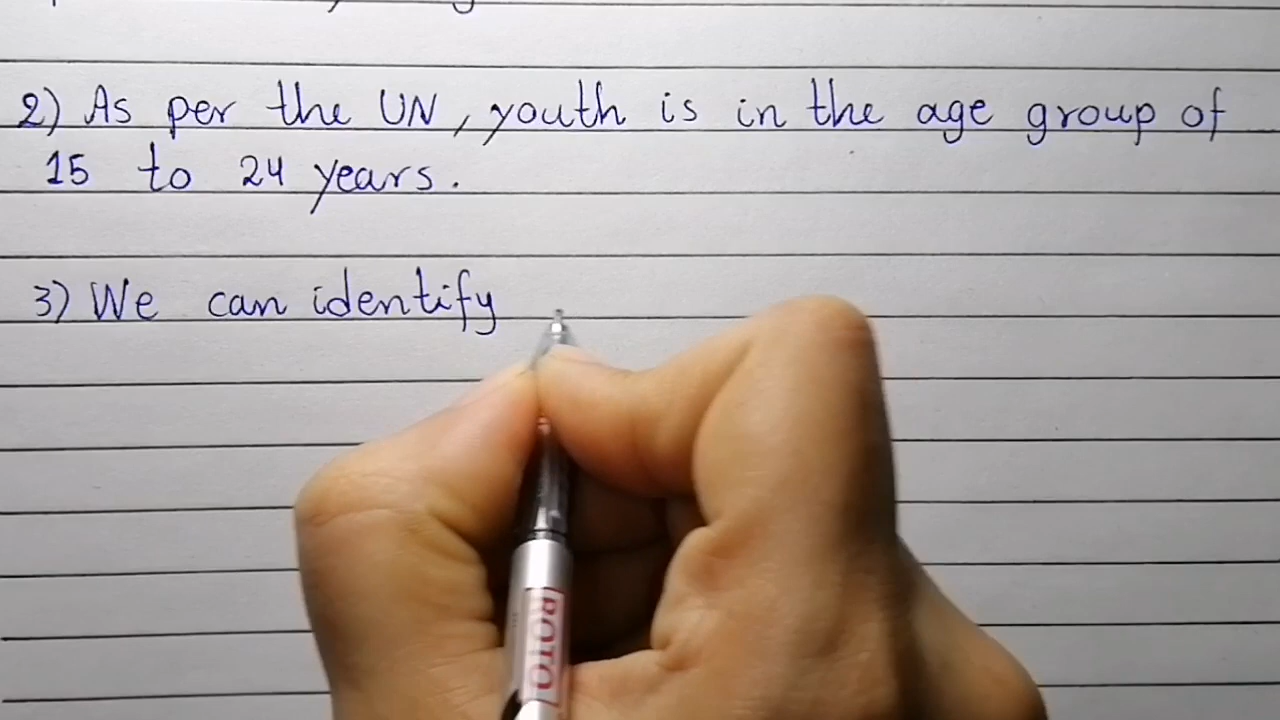 2) As per the UN, youth is in the age group of
15 to 24 years.
3) We can identify
ROTO